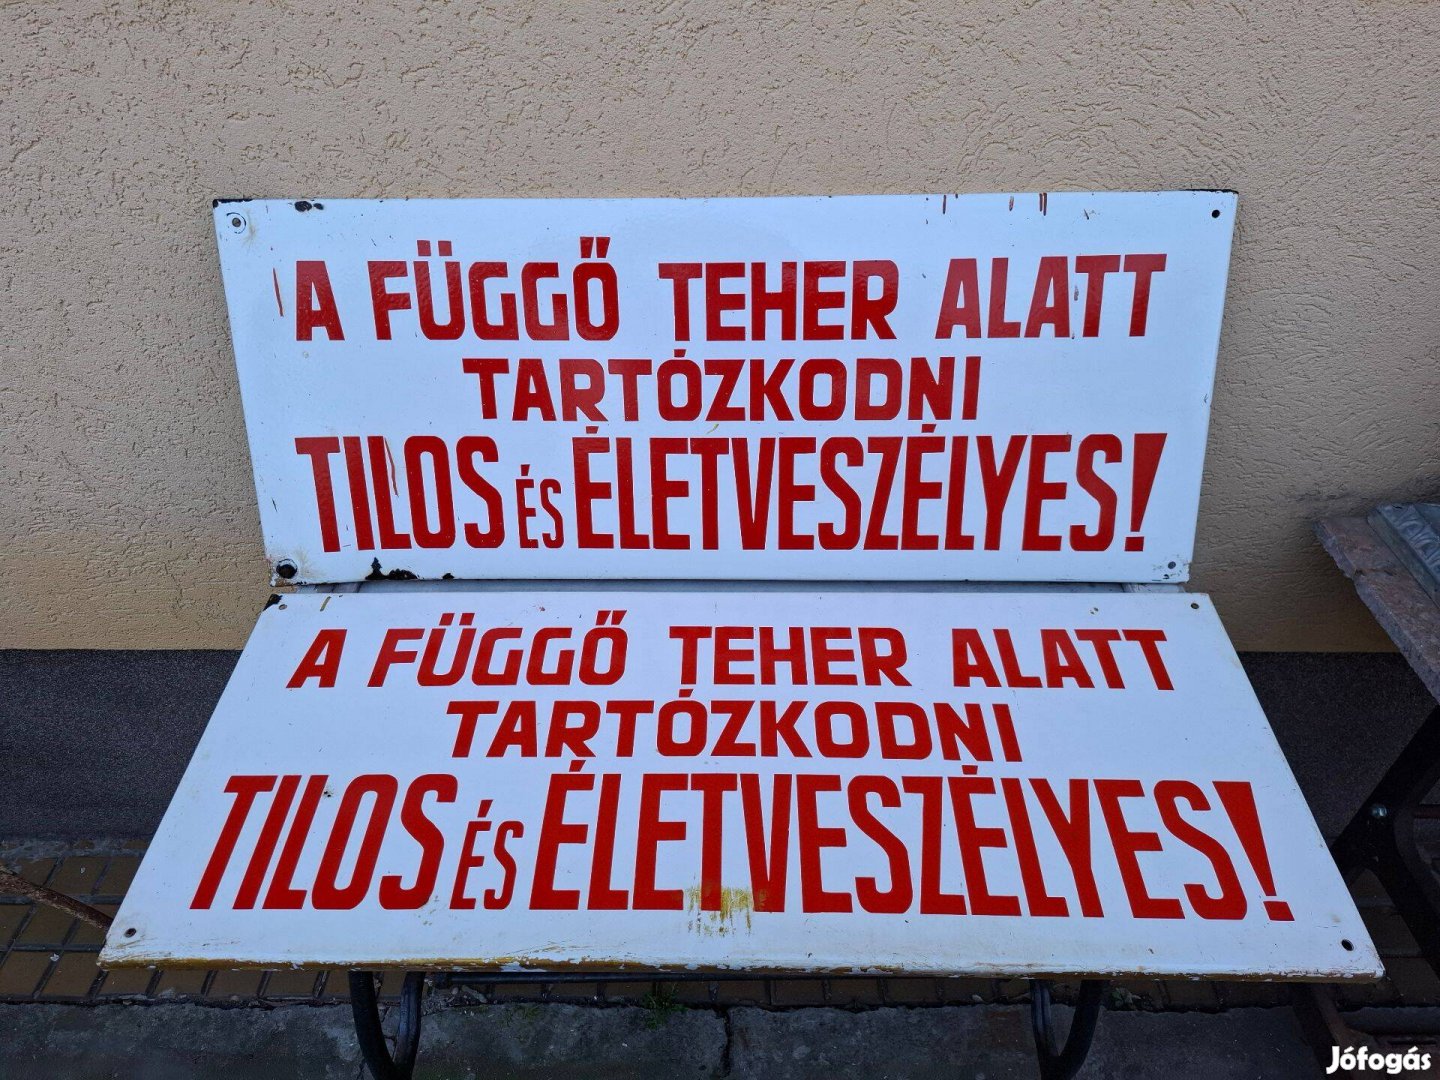 A FÜGGŐ TEHER ALATT
TARTÓZKODNI
TILOS ÉS ÉLETVESZÉLYES!
A FÜGGŐ TEHER ALATT
TARTÓZKODNI
TILOS ÉS ÉLETVESZÉLYES!
Jófogás